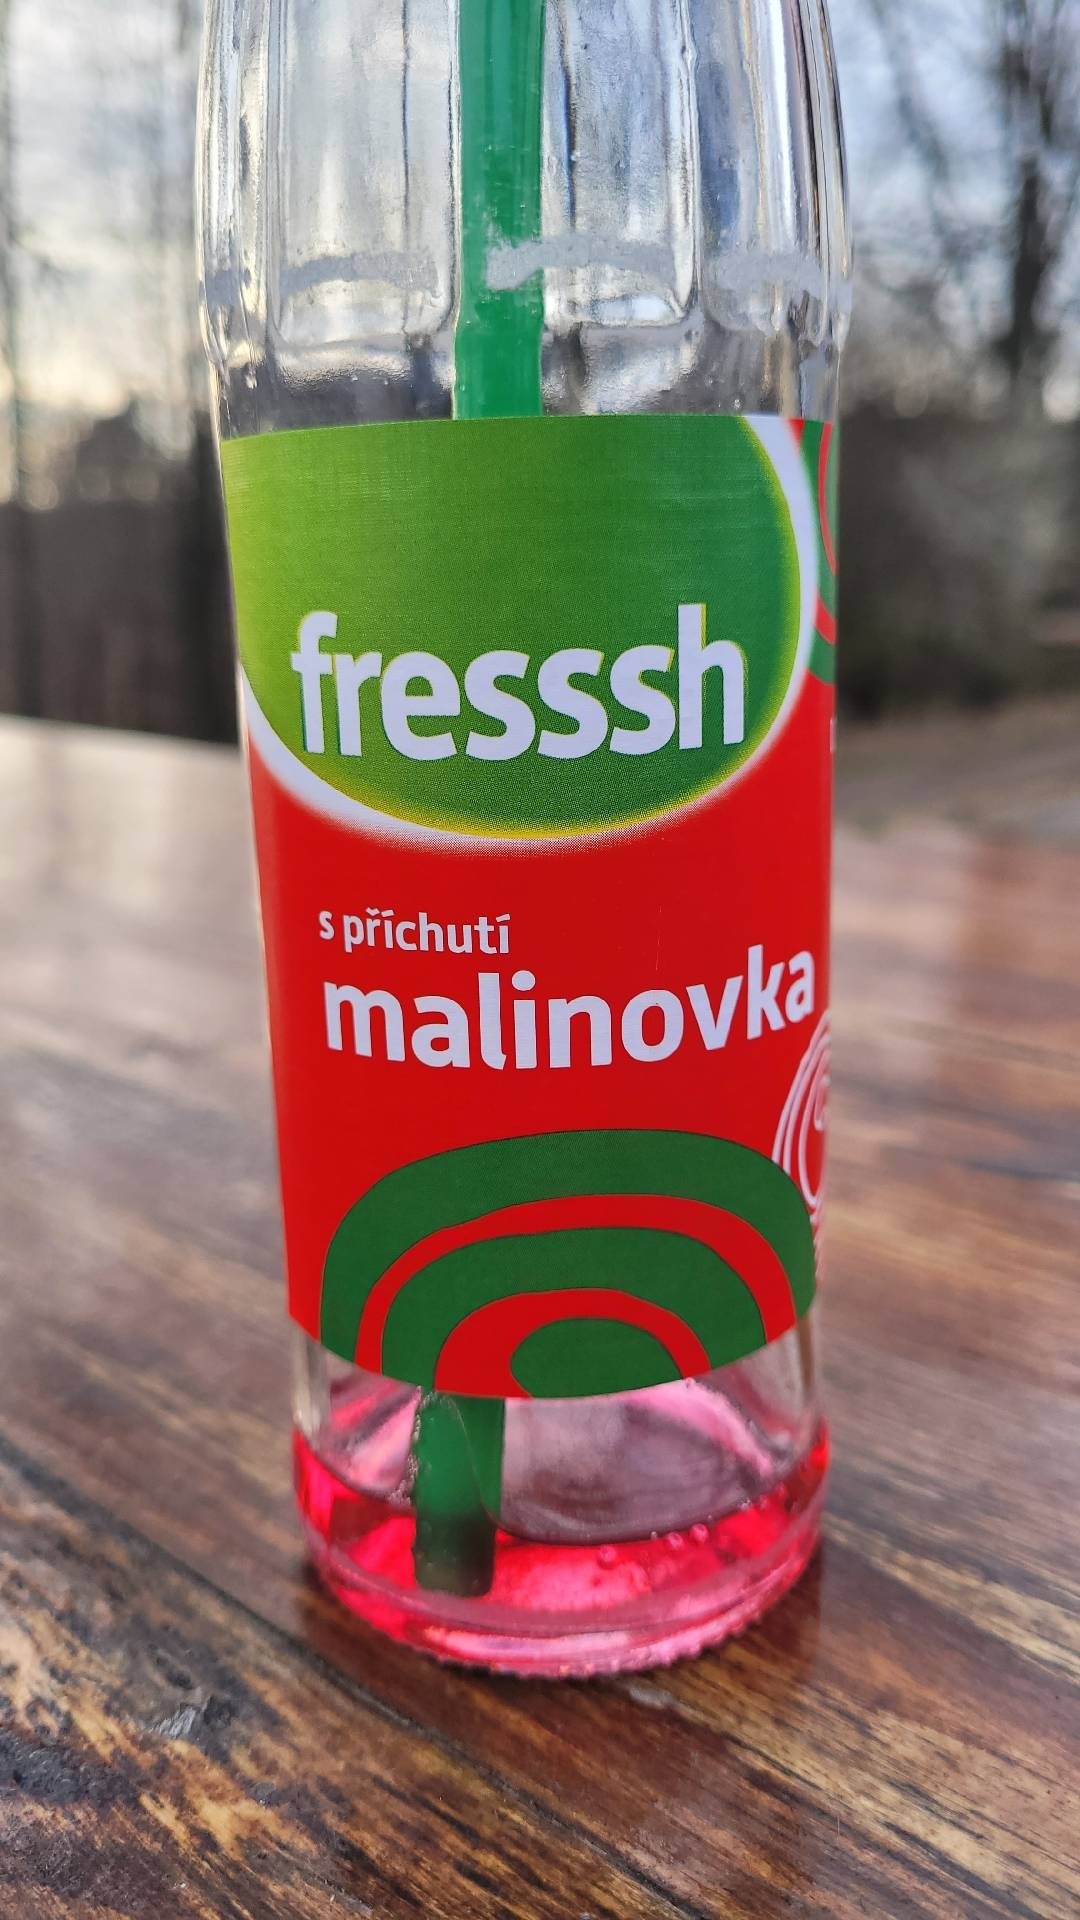 fresssh
s příchutí
malinovka